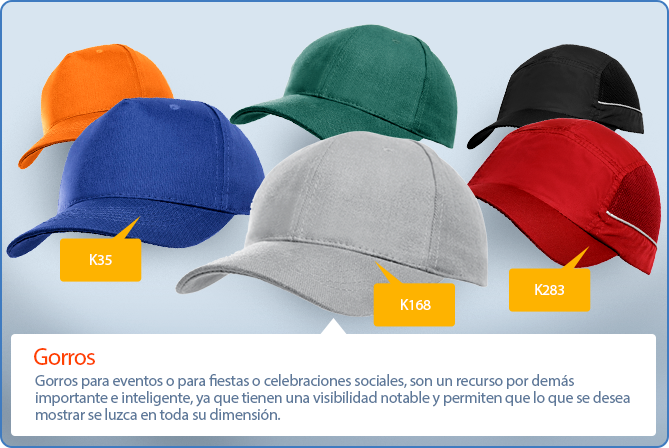 K35
K168
K283
Gorros
Gorros para eventos o para fiestas o celebraciones sociales, son un recurso por demás
importante e inteligente, ya que tienen una visibilidad notable y permiten que lo que se desea
mostrar se luzca en toda su dimensión.